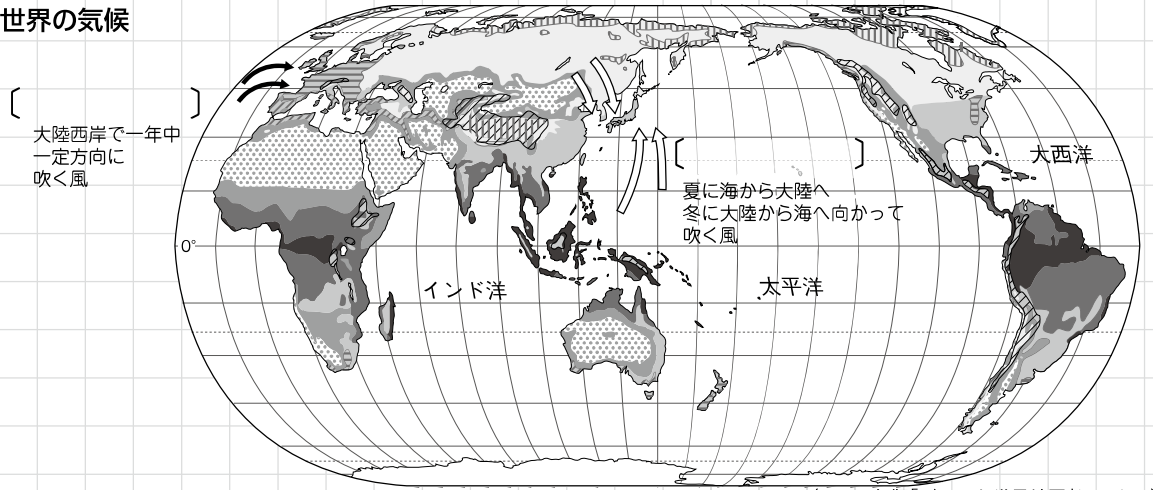 世界の気候
〔　　　　　〕
大陸西岸で一年中
一定方向に
吹く風
〔　　　　　〕
夏に海から大陸へ
冬に大陸から海へ向かって
吹く風
大西洋
0°
インド洋
太平洋